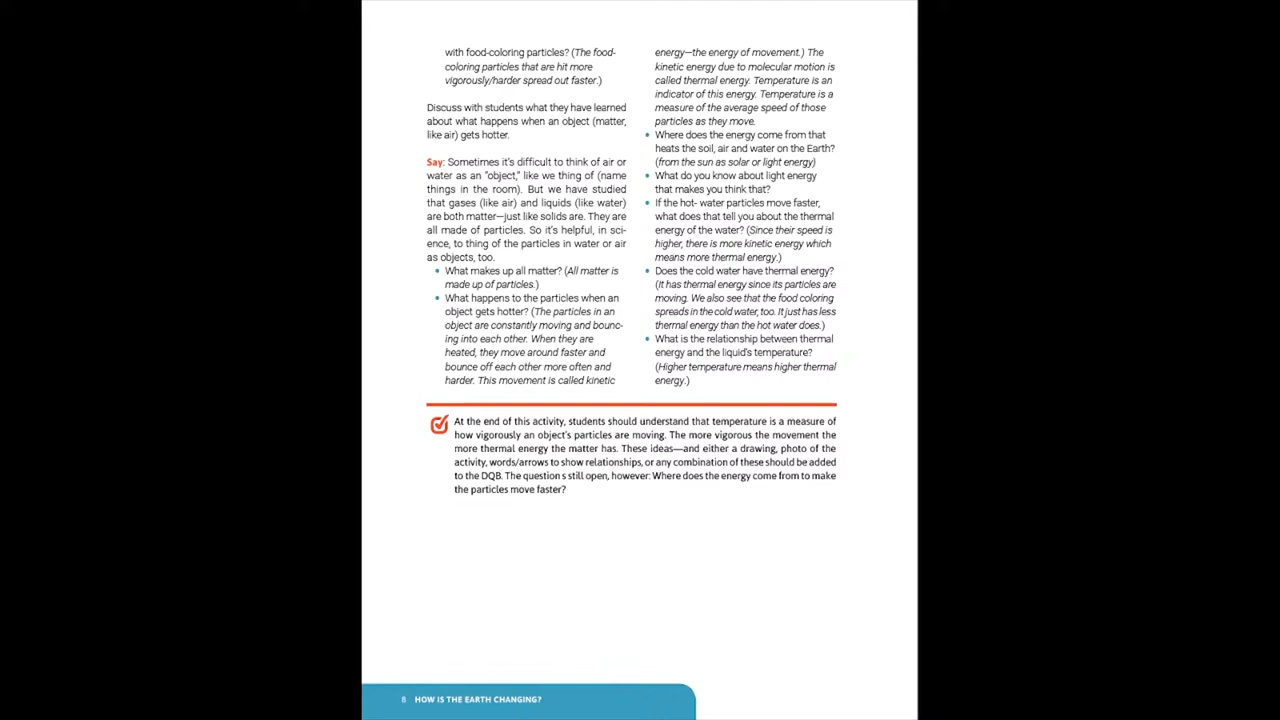 with food-coloring particles? (The food-
coloring particles that are hit more
vigorously/harder spread out faster.)
Discuss with students what they have learned
about what happens when an object (matter,
like air) gets hotter.
Say: Sometimes it's difficult to think of air or
water as an "object," like we thing of (name
things in the room). But we have studied
that gases (like air) and liquids (like water)
are both matter—just like solids are. They are
all made of particles. So it's helpful, in sci-
ence, to thing of the particles in water or air
as objects, too.
• What makes up all matter? (All matter is
made up of particles.)
• What happens to the particles when an
object gets hotter? (The particles in an
object are constantly moving and bounc-
ing into each other. When they are
heated, they move around faster and
bounce off each other more often and
harder. This movement is called kinetic
energy—the energy of movement.) The
kinetic energy due to molecular motion is
called thermal energy. Temperature is an
indicator of this energy. Temperature is a
measure of the average speed of those
particles as they move.
• Where does the energy come from that
heats the soil, air and water on the Earth?
(from the sun as solar or light energy)
• What do you know about light energy
that makes you think that?
• If the hot- water particles move faster,
what does that tell you about the thermal
energy of the water? (Since their speed is
higher, there is more kinetic energy which
means more thermal energy.)
• Does the cold water have thermal energy?
(It has thermal energy since its particles are
moving. We also see that the food coloring
spreads in the cold water, too. It just has less
thermal energy than the hot water does.)
• What is the relationship between thermal
energy and the liquid's temperature?
(Higher temperature means higher thermal
energy.)
At the end of this activity, students should understand that temperature is a measure of
how vigorously an object's particles are moving. The more vigorous the movement the
more thermal energy the matter has. These ideas—and either a drawing, photo of the
activity, words/arrows to show relationships, or any combination of these should be added
to the DQB. The question s still open, however: Where does the energy come from to make
the particles move faster?
8 HOW IS THE EARTH CHANGING?